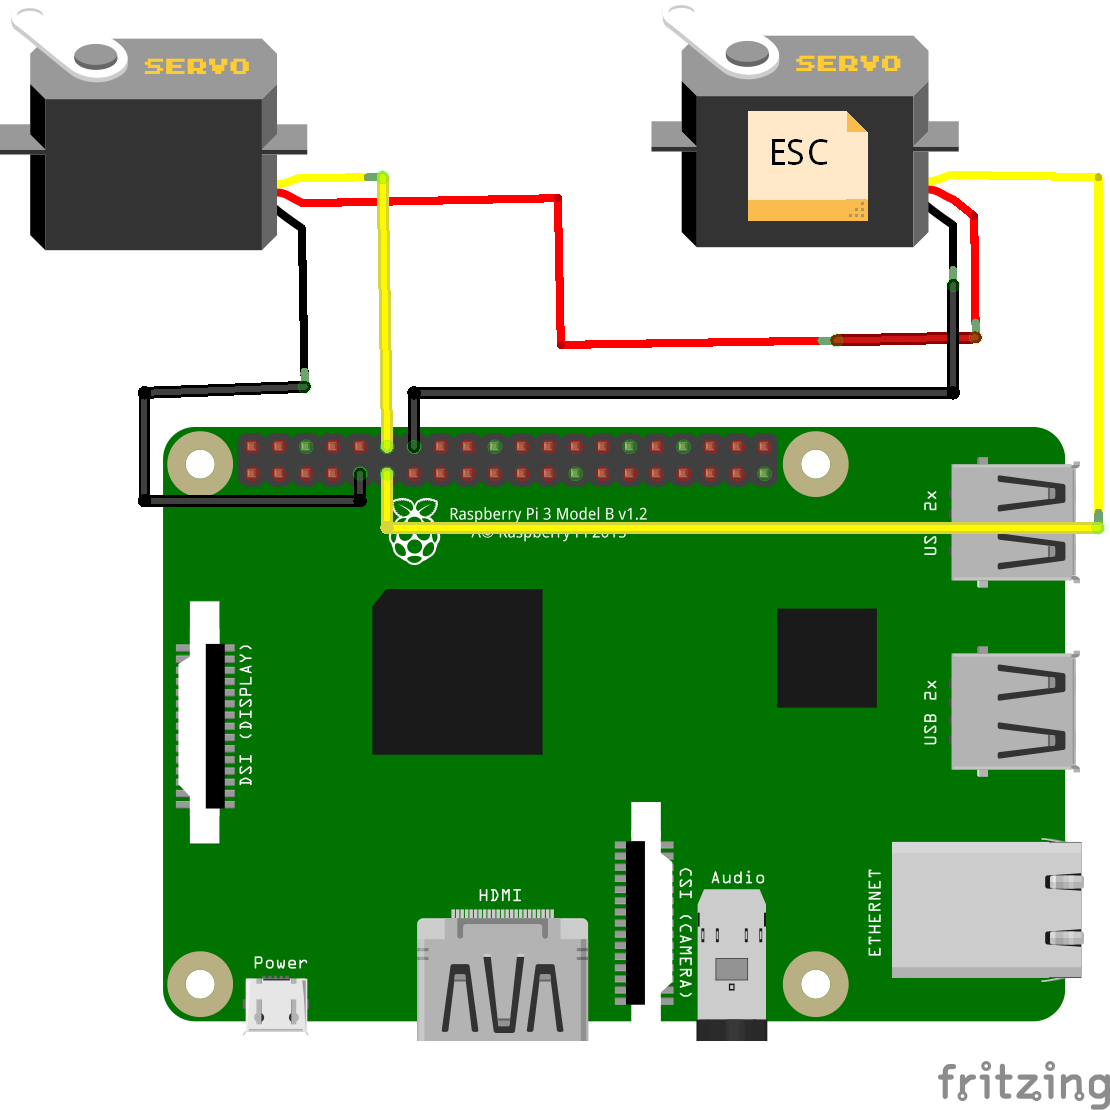 SERVO
SERVO
ESC
Raspberry Pi 3 Model B v1.2
Raspberry Pi 2015
USB 2x
DSI (DISPLAY)
USB 2x
HDMI
CSI (CAMERA)
Audio
ETHERNET
Power
fritzing